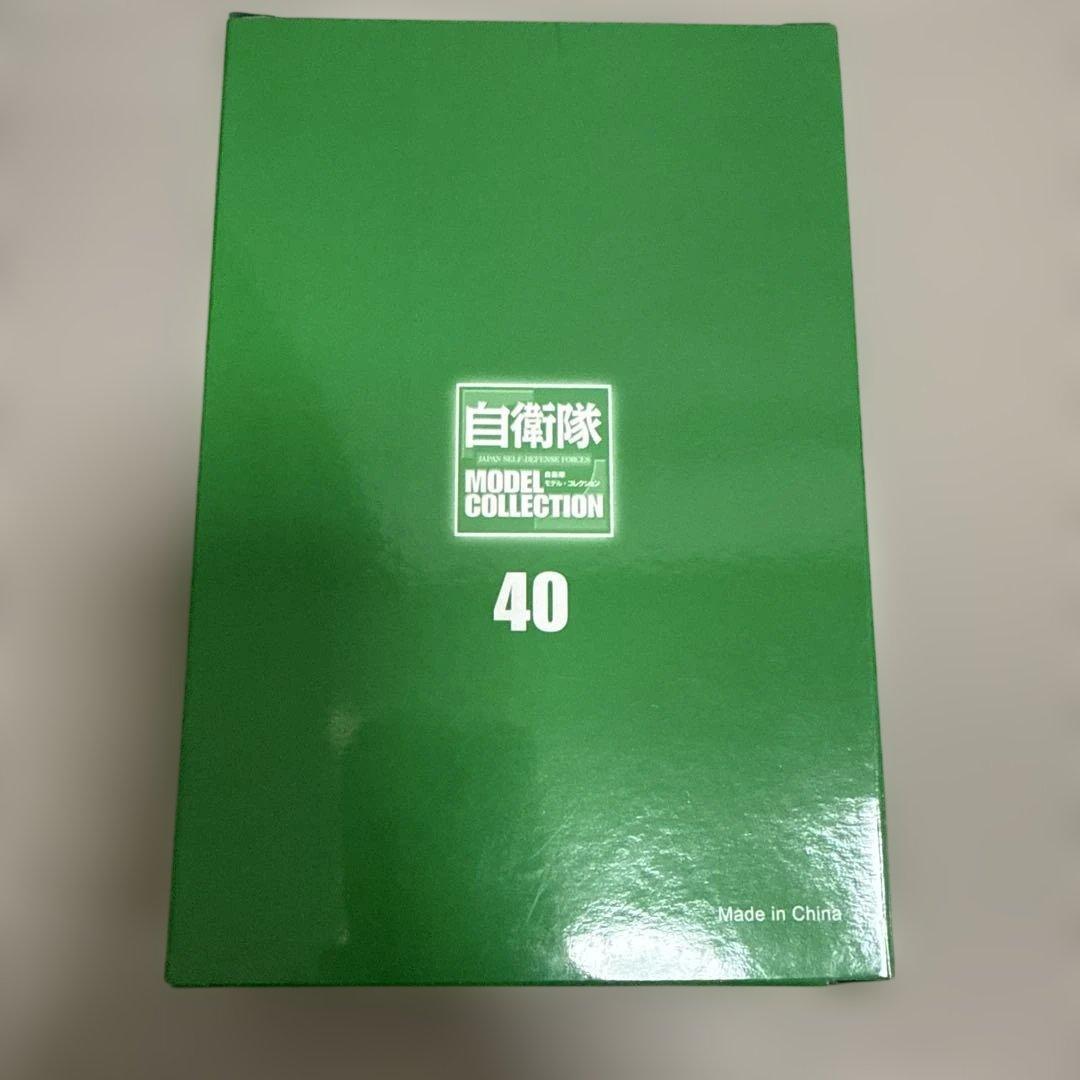 自衛隊
JAPAN SELF-DEFENSE FORCES
MODEL 自衛隊
モデル・コレクション
COLLECTION
40
Made in China